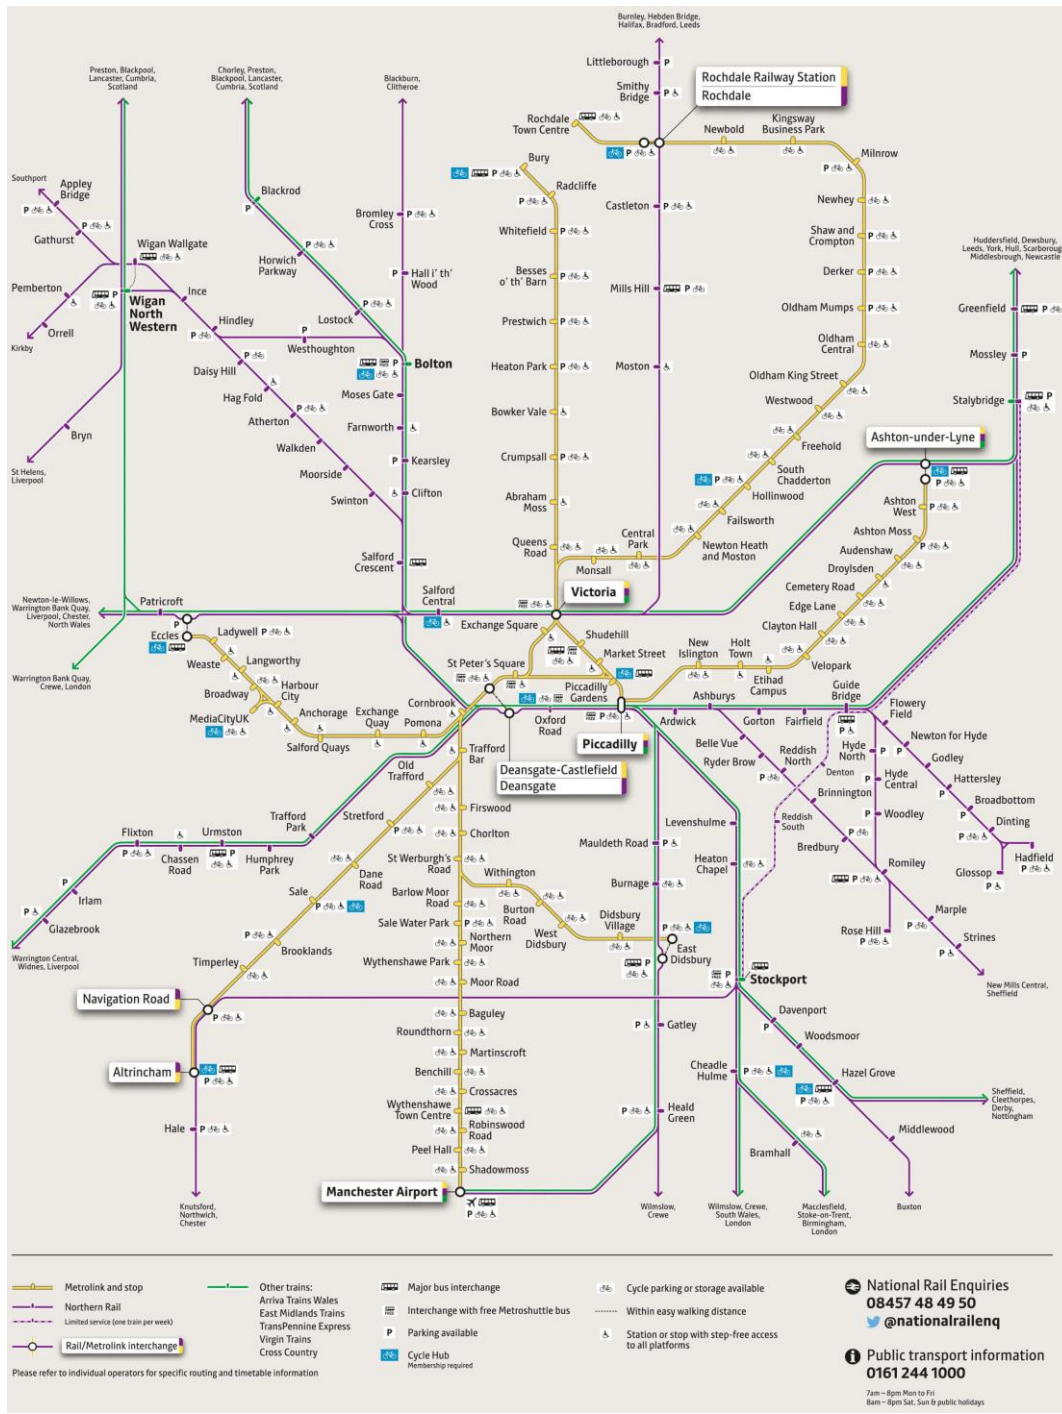 Burnley, Hebden Bridge,
Halifax, Bradford, Leeds
Littleborough
Smithy
Bridge
Rochdale Railway Station
Rochdale
Preston, Blackpool,
Lancaster, Cumbria,
Scotland
Chorley, Preston,
Blackpool, Lancaster,
Cumbria, Scotland
Blackburn,
Clitheroe
Rochdale
Town Centre
Newbold
Kingsway
Business Park
Milnrow
Bury
Radcliffe
Southport
Appley
Bridge
Gathurst
Blackrod
Bromley
Cross
Castleton
Newhey
Whitefield
Shaw and
Crompton
Huddersfield, Dewsbury,
Leeds, York, Hull, Scarborough
Middlesbrough, Newcastle
Wigan Wallgate
Horwich
Parkway
Hall i' th'
Wood
Besses
o' th' Barn
Mills Hill
Derker
Pemberton
Wigan
North
Western
Ince
Greenfield
Oldham Mumps
Orrell
Kirkby
Hindley
Lostock
Prestwich
Oldham
Central
Westhoughton
Mossley
Daisy Hill
Bolton
Heaton Park
Moston
Oldham King Street
Hag Fold
Moses Gate
Westwood
Stalybridge
Atherton
Farnworth
Bowker Vale
Freehold
Ashton-under-Lyne
Bryn
Walkden
Kearsley
Crumpsall
South
Chadderton
St Helens,
Liverpool
Moorside
Swinton
Clifton
Abraham
Moss
Hollinwood
Ashton
West
Failsworth
Salford
Crescent
Queens
Road
Central
Park
Monsall
Newton Heath
and Moston
Ashton Moss
Audenshaw
Droylsden
Cemetery Road
Edge Lane
Clayton Hall
Velopark
Newton-le-Willows,
Warrington Bank Quay,
Liverpool, Chester,
North Wales
Patricroft
Salford
Central
Victoria
Eccles
Ladywell
Exchange Square
Shudehill
Market Street
New
Islington
Holt
Town
Etihad
Campus
Weaste
Langworthy
St Peter's Square
Piccadilly
Gardens
Warrington Bank Quay,
Crewe, London
Broadway
Harbour
City
MediaCityUK
Anchorage
Salford Quays
Exchange
Quay
Pomona
Cornbrook
Oxford
Road
Piccadilly
Ashburys
Ardwick
Gorton
Fairfield
Guide
Bridge
Flowery
Field
Deansgate-Castlefield
Deansgate
Trafford
Bar
Old
Trafford
Belle Vue
Ryder Brow
Reddish
North
Denton
Hyde
North
Newton for Hyde
Godley
Hattersley
Broadbottom
Dinting
Hadfield
Glossop
Brinnington
Hyde
Central
Woodley
Reddish
South
Bredbury
Romiley
Firswood
Chorlton
Levenshulme
Mauldeth Road
Heaton
Chapel
Burnage
Flixton
Chassen
Road
Urmston
Humphrey
Park
Trafford
Park
Stretford
Dane
Road
Sale
Brooklands
Timperley
Irlam
Glazebrook
Warrington Central,
Widnes, Liverpool
St Werburgh's
Road
Barlow Moor
Road
Sale Water Park
Northern
Moor
Wythenshawe Park
Moor Road
Withington
Burton
Road
West
Didsbury
Didsbury
Village
East
Didsbury
Rose Hill
Marple
Strines
New Mills Central,
Sheffield
Navigation Road
Stockport
Baguley
Roundthorn
Martinscroft
Benchill
Crossacres
Wythenshawe
Town Centre
Robinswood
Road
Peel Hall
Shadowmoss
Gatley
Davenport
Woodsmoor
Hazel Grove
Altrincham
Cheadle
Hulme
Heald
Green
Hale
Middlewood
Bramhall
Sheffield,
Cleethorpes,
Derby,
Nottingham
Manchester Airport
Knutsford,
Northwich,
Chester
Wilmslow,
Crewe
Wilmslow, Crewe,
South Wales,
London
Macclesfield,
Stoke-on-Trent,
Birmingham,
London
Buxton
Metrolink and stop
Northern Rail
Limited service (one train per week)
Rail/Metrolink interchange
Other trains:
Arriva Trains Wales
East Midlands Trains
TransPennine Express
Virgin Trains
Cross Country
Major bus interchange
Interchange with free Metroshuttle bus
P Parking available
Cycle Hub
Membership required
Cycle parking or storage available
Within easy walking distance
Station or stop with step-free access
to all platforms
National Rail Enquiries
08457 48 49 50
@nationalrailenq
Public transport information
0161 244 1000
7am – 8pm Mon to Fri
8am – 8pm Sat, Sun & public holidays
Please refer to individual operators for specific routing and timetable information